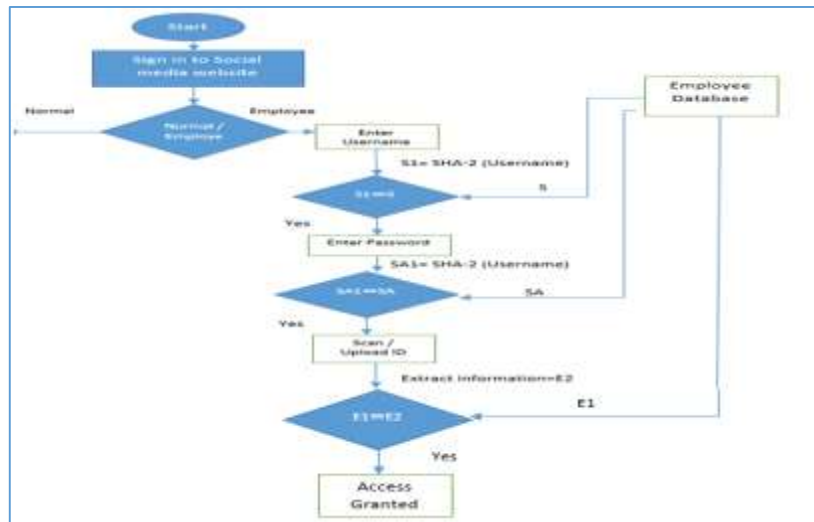 Start
Sign in to Social
media website
Normal
Normal /
Employe
Employee
Enter
Username
Employee
Database
S1= SHA-2 (Username)
S1==S
S
Yes
Enter Password
SA1= SHA-2 (Username)
SA1==SA
SA
Yes
Scan /
Upload ID
Extract information=E2
E1==E2
E1
Yes
Access
Granted